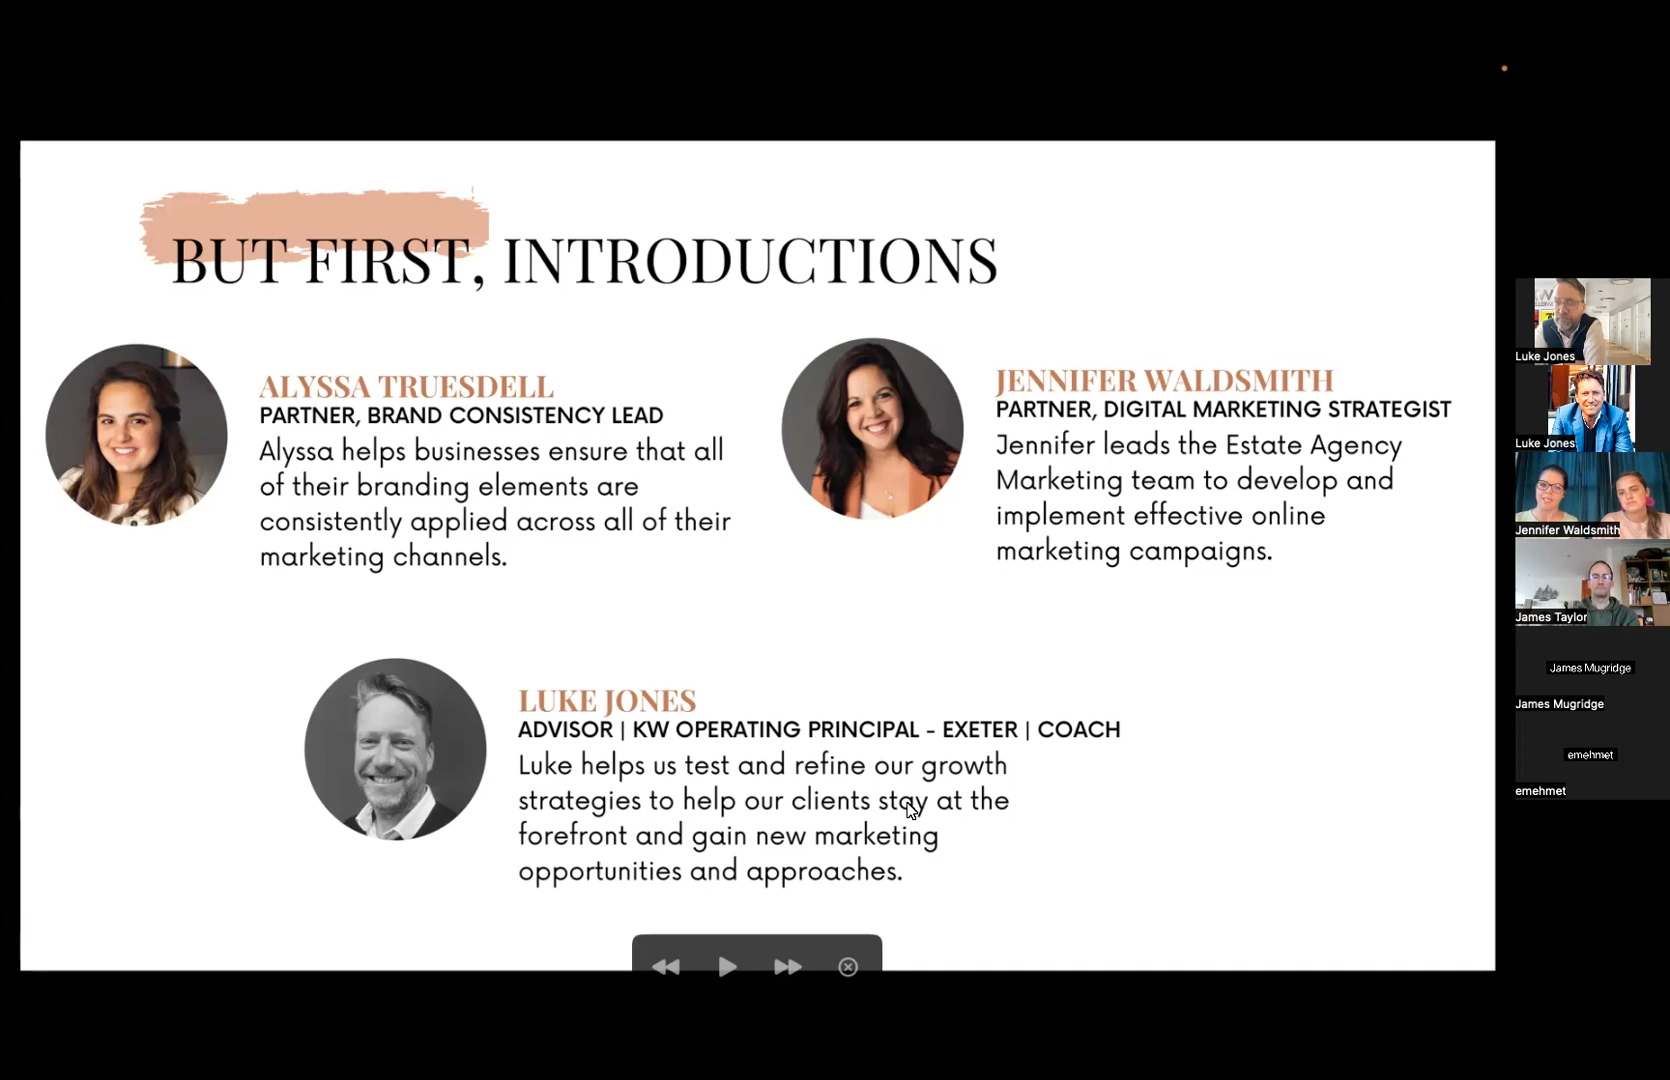 BUT FIRST, INTRODUCTIONS
ALYSSA TRUESDELL
PARTNER, BRAND CONSISTENCY LEAD
Alyssa helps businesses ensure that all
of their branding elements are
consistently applied across all of their
marketing channels.
JENNIFER WALDSMITH
PARTNER, DIGITAL MARKETING STRATEGIST
Jennifer leads the Estate Agency
Marketing team to develop and
implement effective online
marketing campaigns.
LUKE JONES
ADVISOR | KW OPERATING PRINCIPAL - EXETER | COACH
Luke helps us test and refine our growth
strategies to help our clients stay at the
forefront and gain new marketing
opportunities and approaches.
Luke Jones
Luke Jones
Jennifer Waldsmith
James Taylor
James Mugridge
James Mugridge
emehmet
emehmet